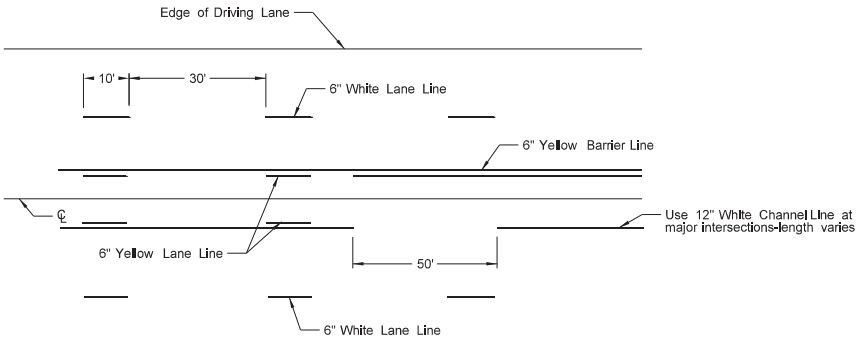 Edge of Driving Lane
10'
30'
6" White Lane Line
6" Yellow Barrier Line
℄
Use 12" White Channel Line at
major intersections-length varies
6" Yellow Lane Line
50'
6" White Lane Line